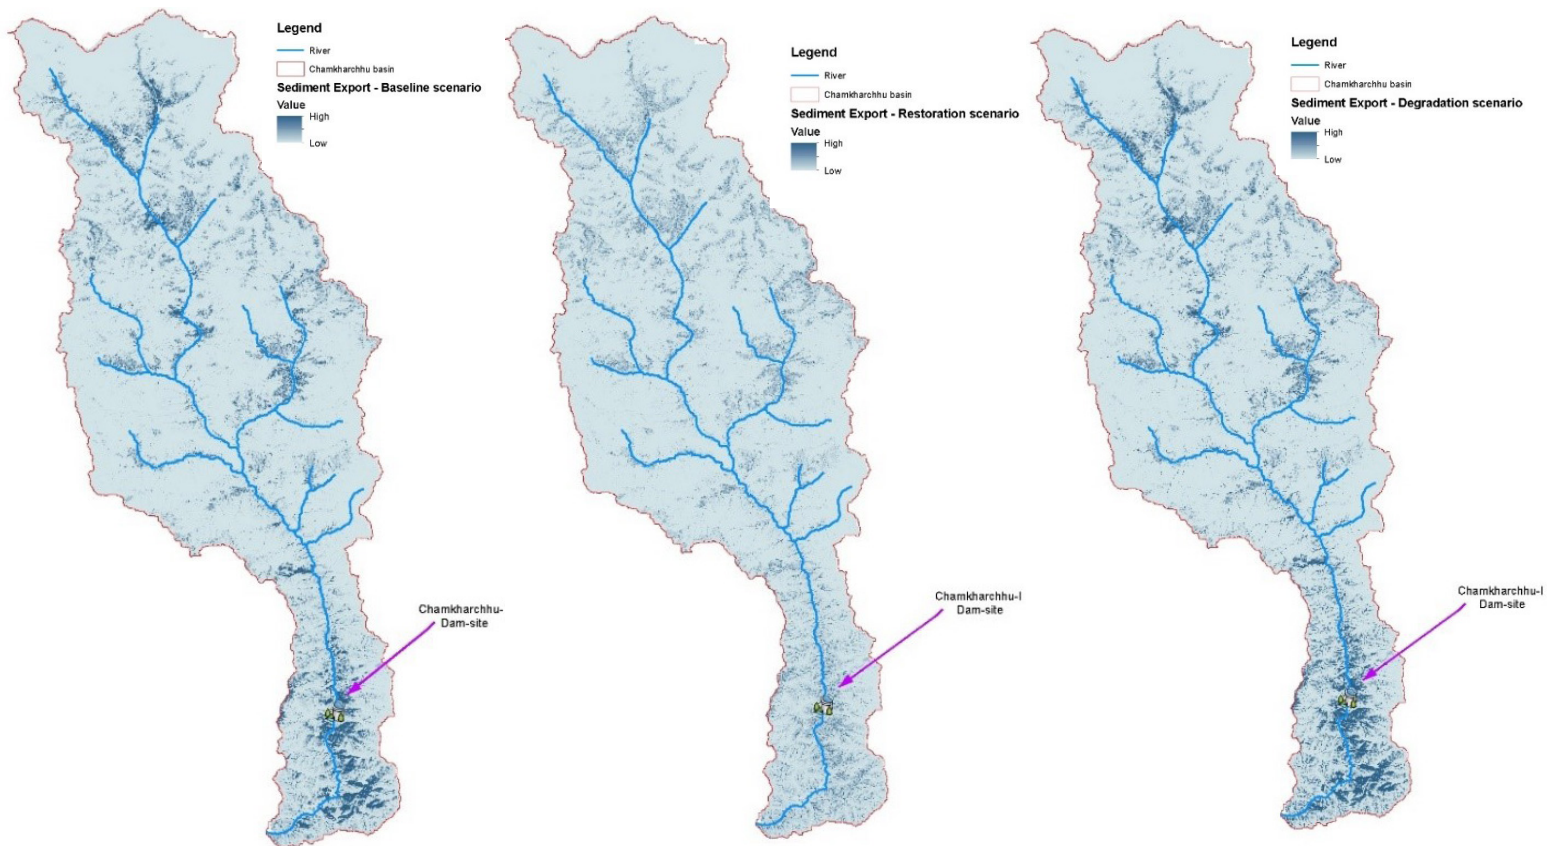 Legend
River
Chamkharchhu basin
Sediment Export - Baseline scenario
Value
High
Low
Chamkharchhu-
Dam-site
Legend
River
Chamkharchhu basin
Sediment Export - Restoration scenario
Value
High
Low
Chamkharchhu-I
Dam-site
Legend
River
Chamkharchhu basin
Sediment Export - Degradation scenario
Value
High
Low
Chamkharchhu-I
Dam-site